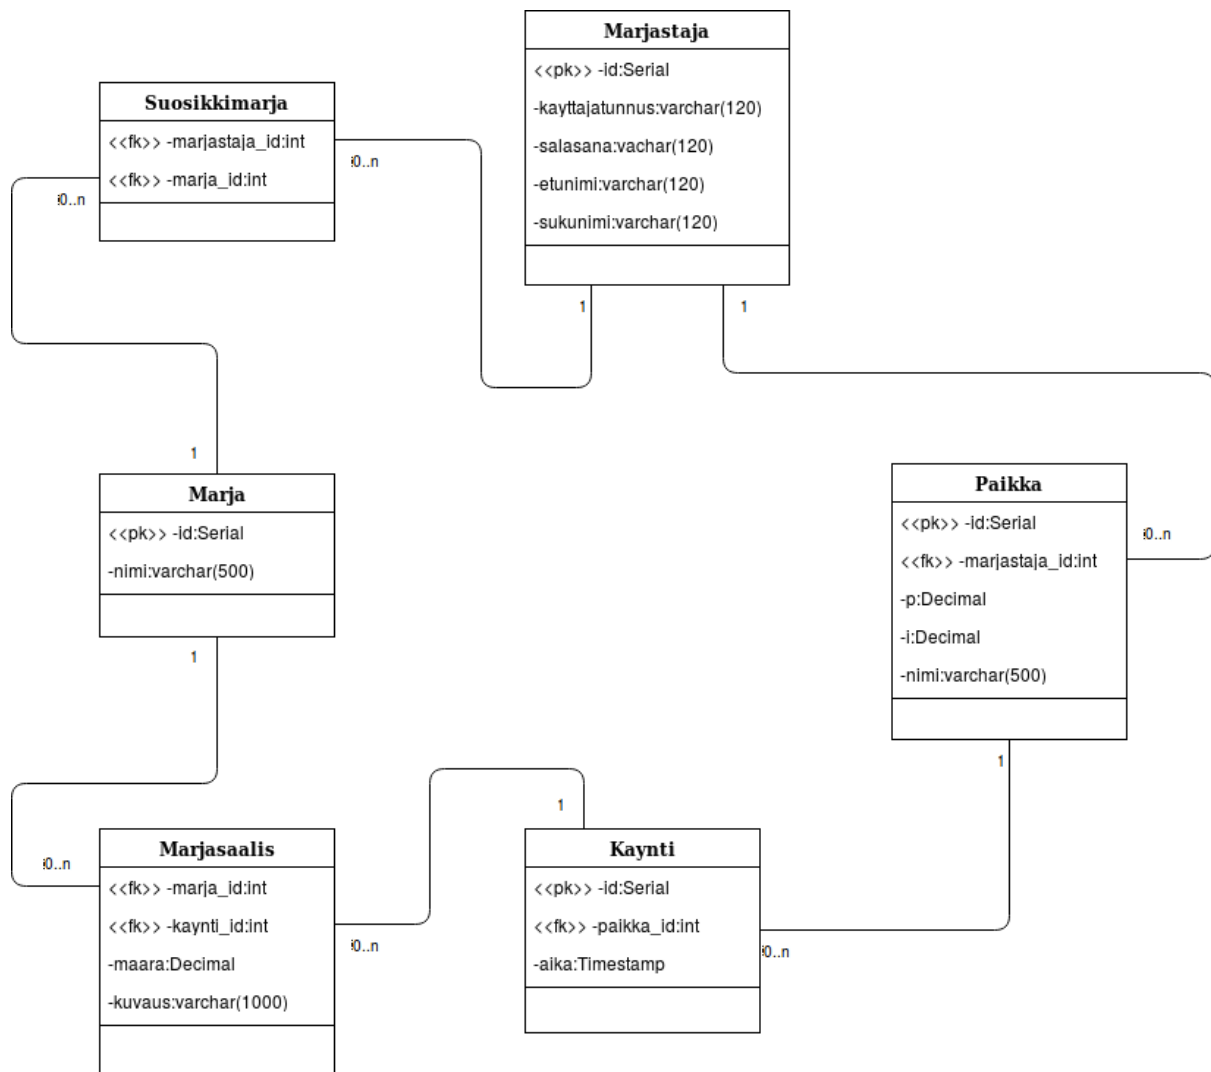 Marjastaja
<<pk>> -id:Serial
-kayttajatunnus:varchar(120)
-salasana:vachar(120)
-etunimi:varchar(120)
-sukunimi:varchar(120)
1
1
Suosikkimarja
<<fk>> -marjastaja_id:int
<<fk>> -marja_id:int
0..n
0..n
1
Marja
<<pk>> -id:Serial
-nimi:varchar(500)
1
Paikka
<<pk>> -id:Serial
<<fk>> -marjastaja_id:int
-p:Decimal
-i:Decimal
-nimi:varchar(500)
0..n
1
Marjasaalis
<<fk>> -marja_id:int
<<fk>> -kaynti_id:int
-maara:Decimal
-kuvaus:varchar(1000)
0..n
0..n
1
Kaynti
<<pk>> -id:Serial
<<fk>> -paikka_id:int
-aika:Timestamp
0..n